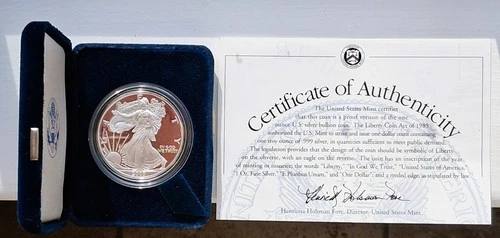 Certificate of Authenticity
The United States Mint certifies
that this coin is a proof version of the one
ounce U.S. silver bullion coin. The Liberty Coin Act of 1985
authorized the U.S. Mint to strike and issue one dollar coins containing
one troy ounce of .999 silver, in quantities sufficient to meet public demand.
The legislation provides that the design of the coin should be symbolic of Liberty
on the obverse, with an eagle on the reverse. The coin has an inscription of the year
of minting or issuance; the words "Liberty," "In God We Trust," "United States of America,"
"1 Oz. Fine Silver," "E Pluribus Unum," and "One Dollar"; and a reeded edge, as stipulated by law.
Henrietta Holsman Fore
Henrietta Holsman Fore, Director, United States Mint.